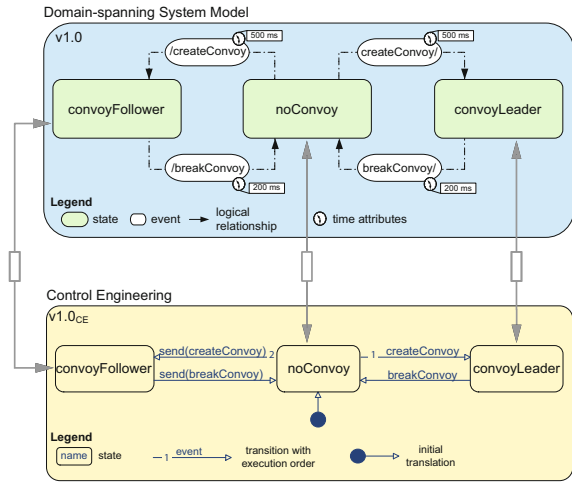 Domain-spanning System Model
v1.0
500 ms
500 ms
/createConvoy
createConvoy/
convoyFollower
noConvoy
convoyLeader
/breakConvoy
breakConvoy/
200 ms
200 ms
Legend
state
event
logical
relationship
time attributes
Control Engineering
v1.0CE
send(createConvoy)
2
1
createConvoy
convoyFollower
noConvoy
convoyLeader
send(breakConvoy)
breakConvoy
Legend
name
state
1
event
transition with
execution order
initial
translation